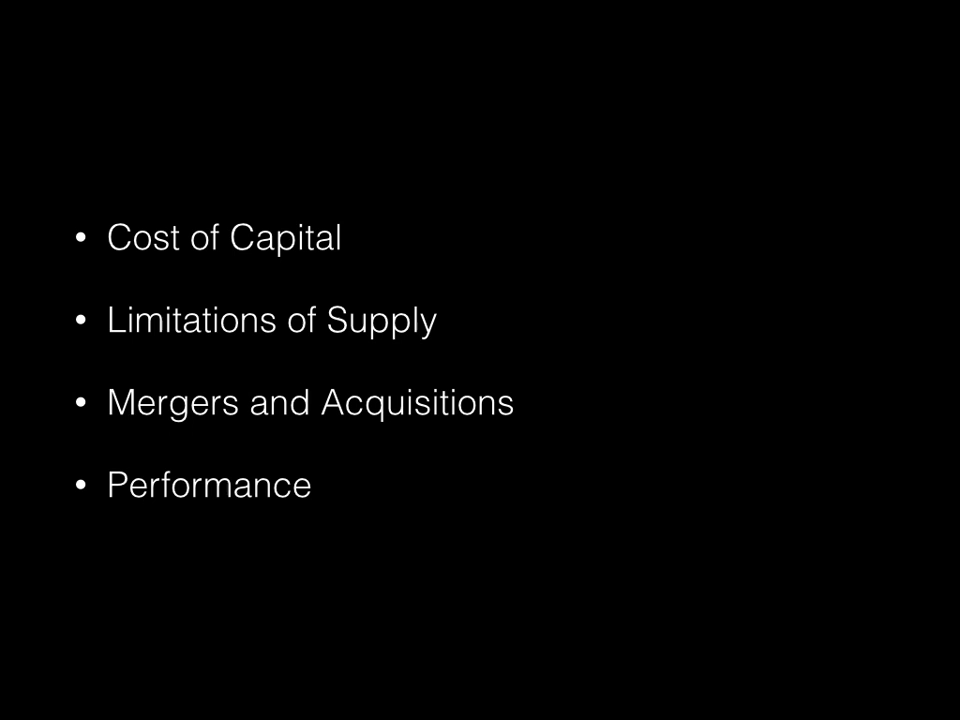 • Cost of Capital
• Limitations of Supply
• Mergers and Acquisitions
• Performance